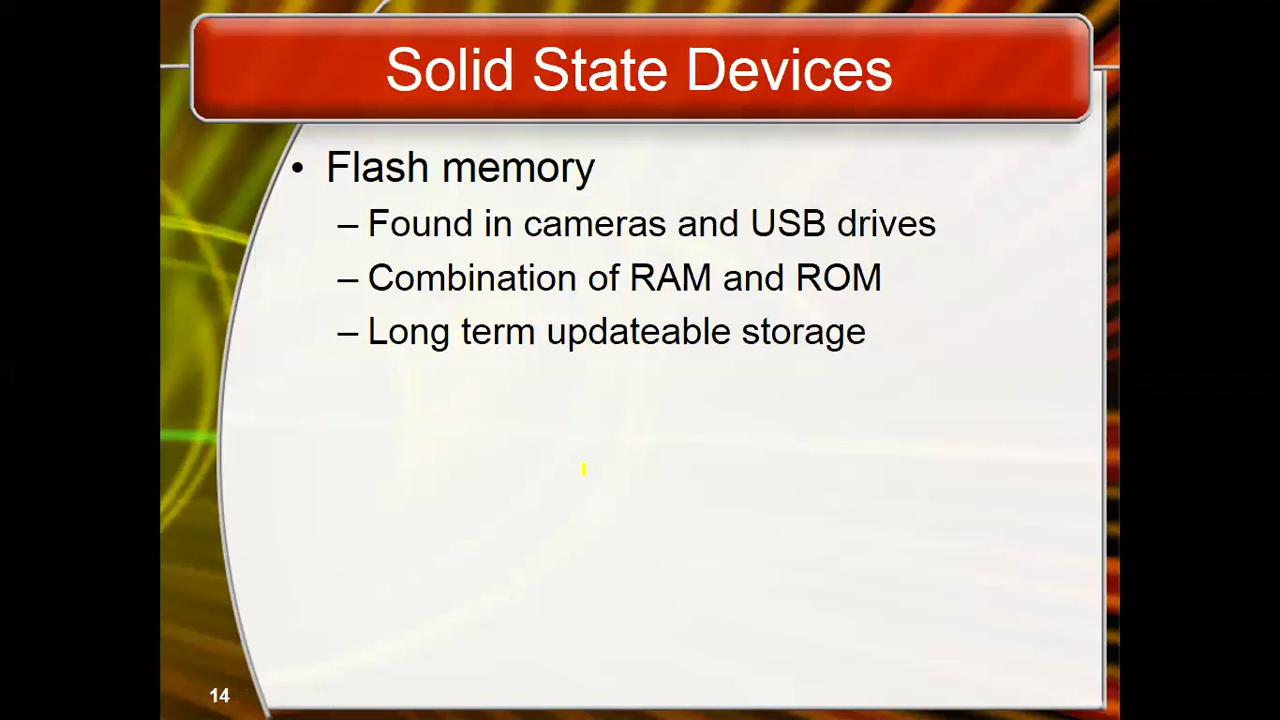 Solid State Devices
• Flash memory
– Found in cameras and USB drives
– Combination of RAM and ROM
– Long term updateable storage
14